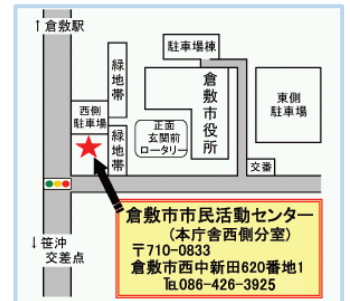 ↑倉敷駅
駐車場棟
緑地帯
倉敷市役所
東側
駐車場
西側
駐車場
正面
玄関前
ロータリー
緑地帯
交番
倉敷市市民活動センター
(本庁舎西側分室)
〒710-0833
倉敷市西中新田620番地1
℡086-426-3925
↓笹沖
交差点